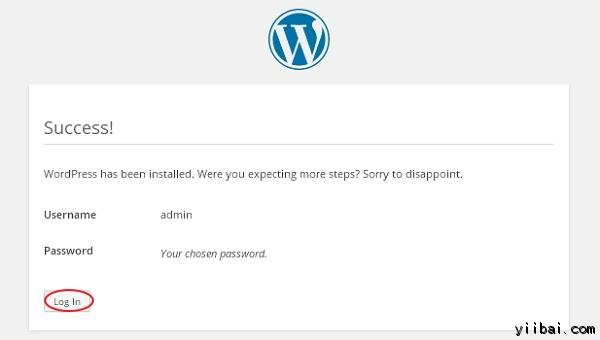 Success!
WordPress has been installed. Were you expecting more steps? Sorry to disappoint.
Username admin
Password Your chosen password.
Log In
yiibai.com